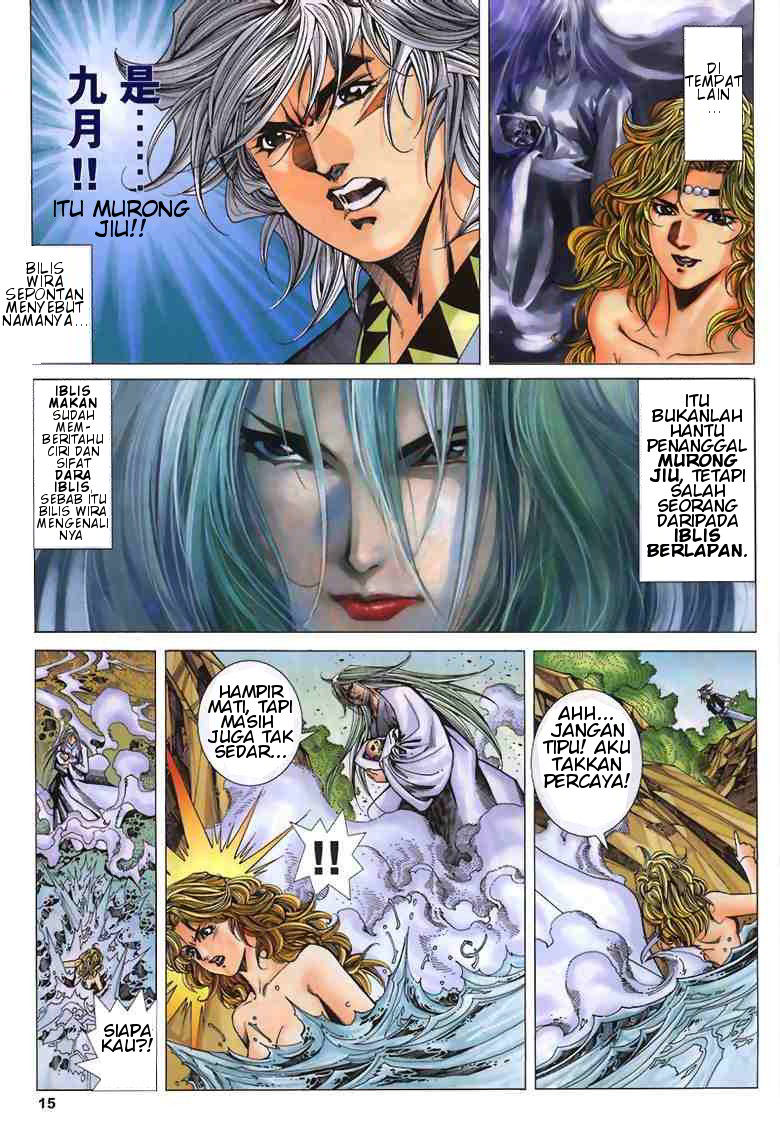 是……
九月!!
ITU MURONG
JIU!!
BILIS
WIRA
SEPONTAN
MENYEBUT
NAMANYA...
DI
TEMPAT
LAIN
...
IBLIS
MAKAN
SUDAH
MEM-
BERITAHU
CIRI DAN
SIFAT
DARA
IBLIS,
SEBAB ITU
BILIS WIRA
MENGENALI
NYA
ITU
BUKANLAH
HANTU
PENANGGAL
MURONG
JIU, TETAPI
SALAH
SEORANG
DARIPADA
IBLIS
BERLAPAN.
SIAPA
KAU?!
HAMPIR
MATI, TAPI
MASIH
JUGA TAK
SEDAR...
!!
AHH...
JANGAN
TIPU! AKU
TAKKAN
PERCAYA!
15